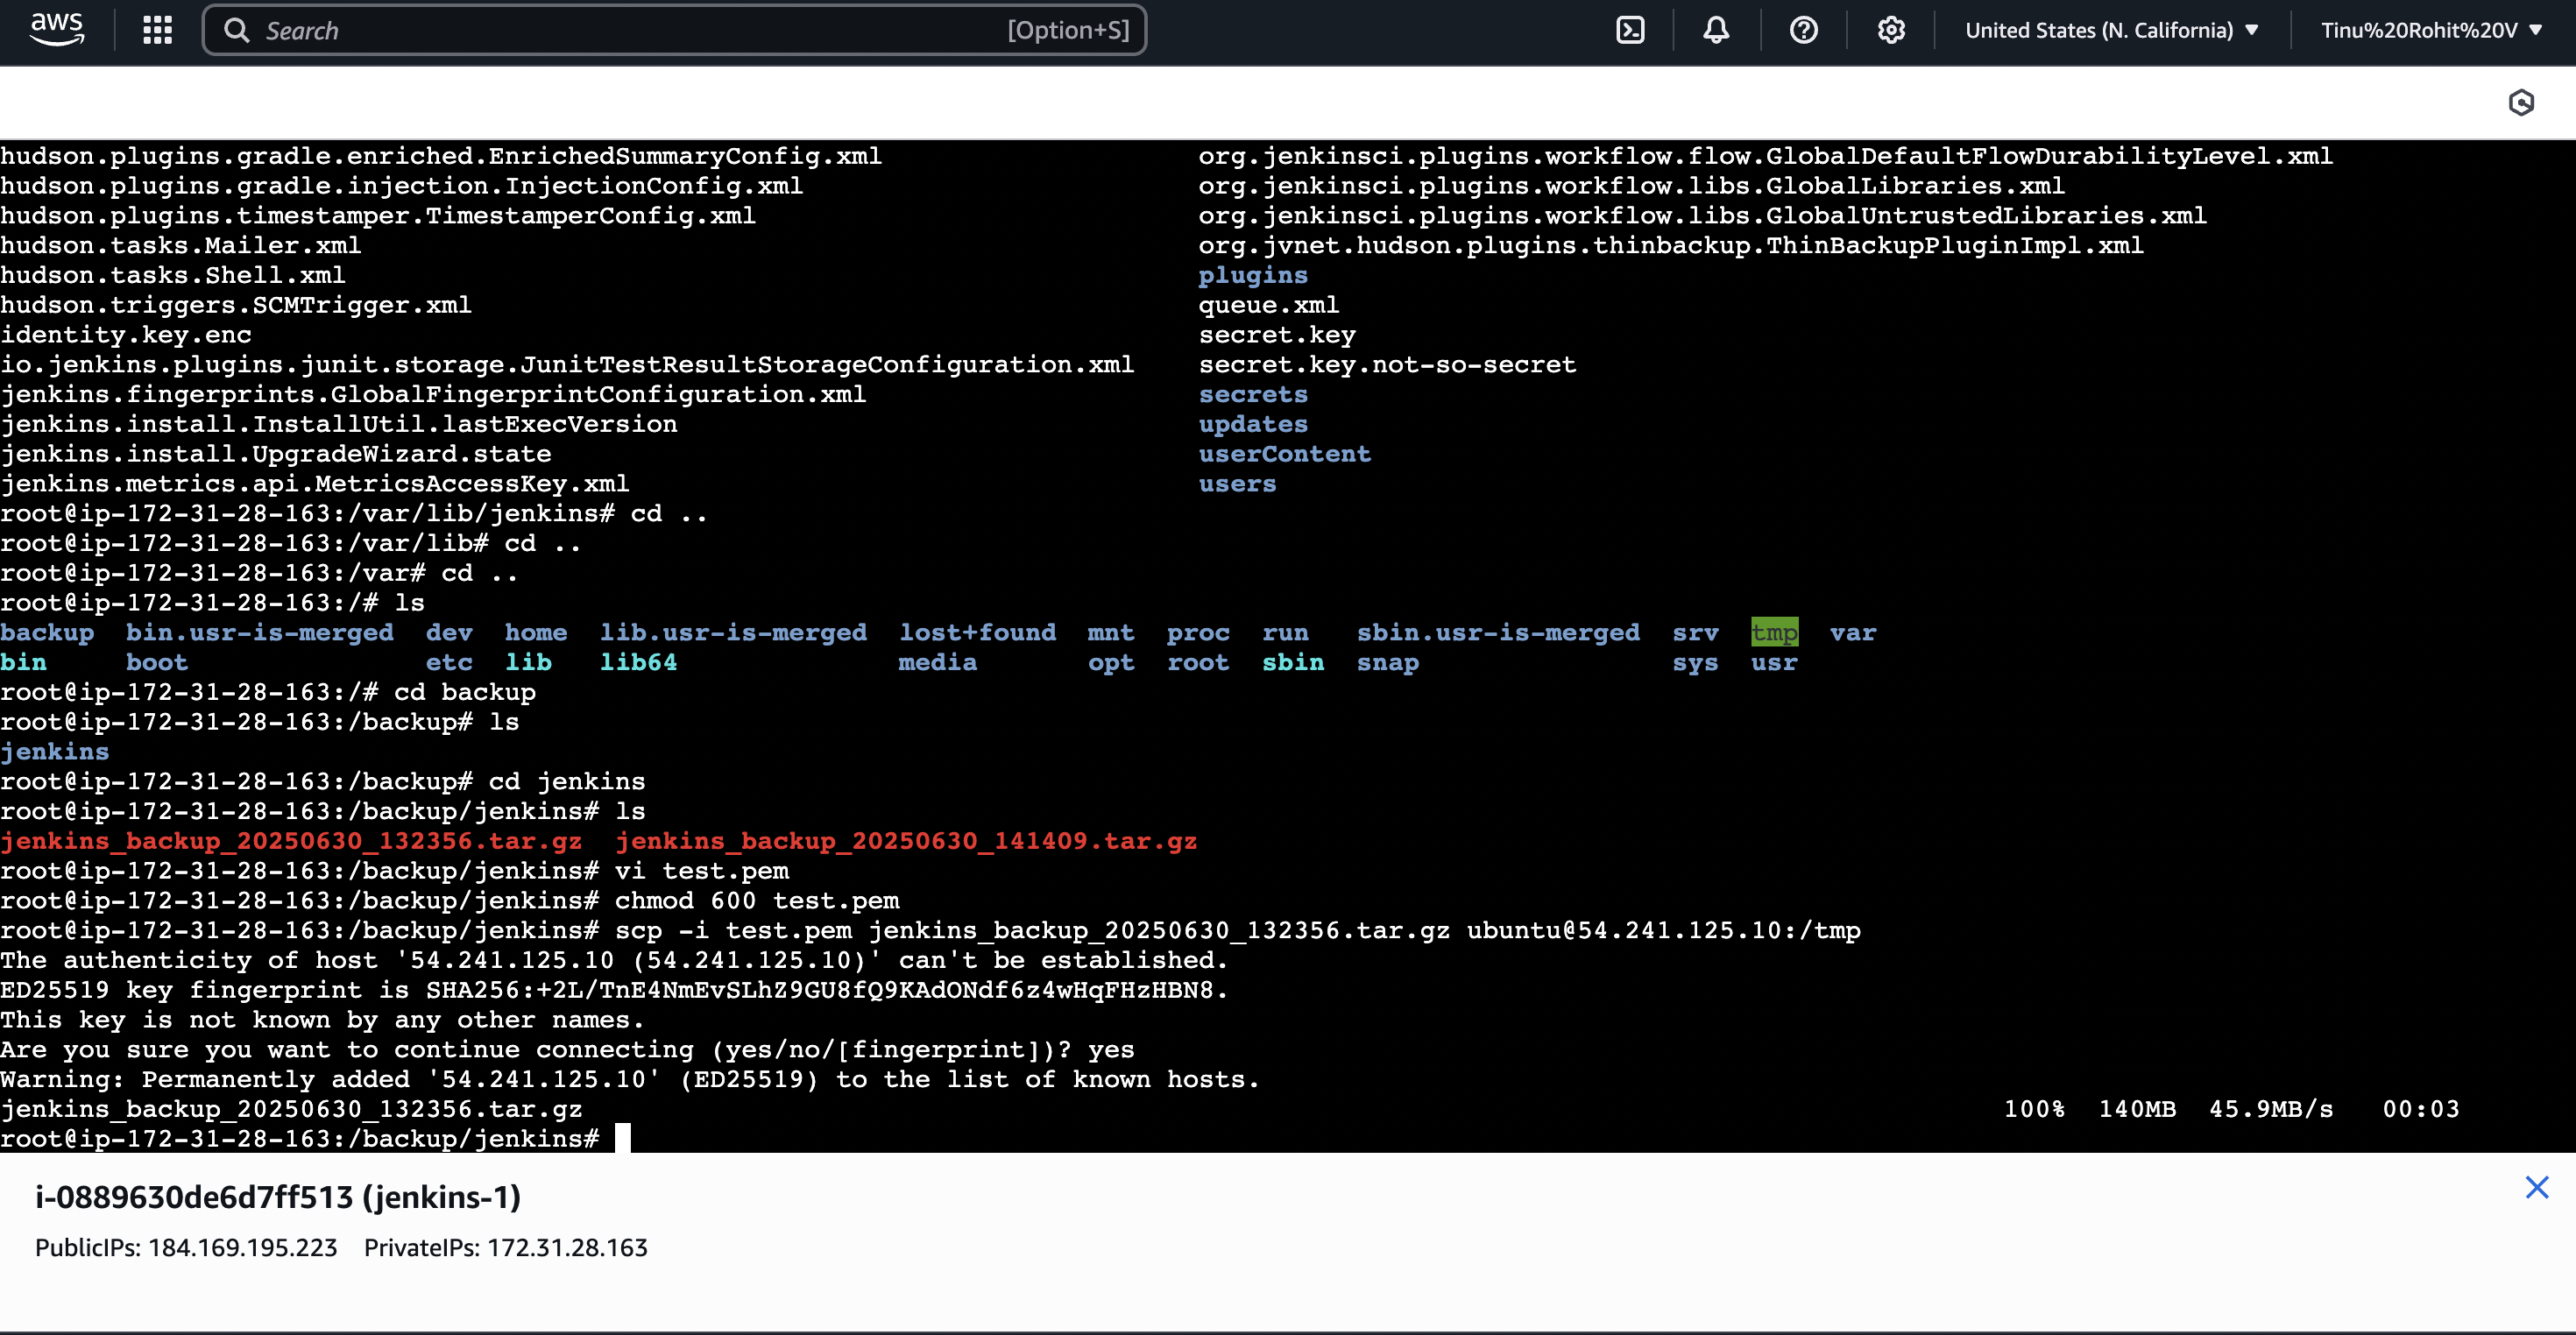 aws
Search [Option+S] United States (N. California) Tinu%20Rohit%20V
hudson.plugins.gradle.enriched.EnrichedSummaryConfig.xml org.jenkinsci.plugins.workflow.flow.GlobalDefaultFlowDurabilityLevel.xml
hudson.plugins.gradle.injection.InjectionConfig.xml org.jenkinsci.plugins.workflow.libs.GlobalLibraries.xml
hudson.plugins.timestamper.TimestamperConfig.xml org.jenkinsci.plugins.workflow.libs.GlobalUntrustedLibraries.xml
hudson.tasks.Mailer.xml org.jvnet.hudson.plugins.thinbackup.ThinBackupPluginImpl.xml
hudson.tasks.Shell.xml plugins
hudson.triggers.SCMTrigger.xml queue.xml
identity.key.enc secret.key
io.jenkins.plugins.junit.storage.JunitTestResultStorageConfiguration.xml secret.key.not-so-secret
jenkins.fingerprints.GlobalFingerprintConfiguration.xml secrets
jenkins.install.InstallUtil.lastExecVersion updates
jenkins.install.UpgradeWizard.state userContent
jenkins.metrics.api.MetricsAccessKey.xml users
root@ip-172-31-28-163:/var/lib/jenkins# cd ..
root@ip-172-31-28-163:/var/lib# cd ..
root@ip-172-31-28-163:/var# cd ..
root@ip-172-31-28-163:/# ls
backup bin.usr-is-merged dev home lib.usr-is-merged lost+found mnt proc run sbin.usr-is-merged srv tmp var
bin boot etc lib lib64 media opt root sbin snap sys usr
root@ip-172-31-28-163:/# cd backup
root@ip-172-31-28-163:/backup# ls
jenkins
root@ip-172-31-28-163:/backup# cd jenkins
root@ip-172-31-28-163:/backup/jenkins# ls
jenkins_backup_20250630_132356.tar.gz jenkins_backup_20250630_141409.tar.gz
root@ip-172-31-28-163:/backup/jenkins# vi test.pem
root@ip-172-31-28-163:/backup/jenkins# chmod 600 test.pem
root@ip-172-31-28-163:/backup/jenkins# scp -i test.pem jenkins_backup_20250630_132356.tar.gz ubuntu@54.241.125.10:/tmp
The authenticity of host '54.241.125.10 (54.241.125.10)' can't be established.
ED25519 key fingerprint is SHA256:+2L/TnE4NmEvSLhZ9GU8fQ9KAdONdf6z4wHqFHzHBN8.
This key is not known by any other names.
Are you sure you want to continue connecting (yes/no/[fingerprint])? yes
Warning: Permanently added '54.241.125.10' (ED25519) to the list of known hosts.
jenkins_backup_20250630_132356.tar.gz 100% 140MB 45.9MB/s 00:03
root@ip-172-31-28-163:/backup/jenkins#
i-0889630de6d7ff513 (jenkins-1)
PublicIPs: 184.169.195.223 PrivateIPs: 172.31.28.163